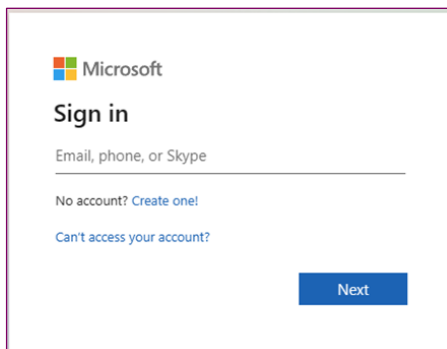 Microsoft
Sign in
Email, phone, or Skype
No account? Create one!
Can't access your account?
Next